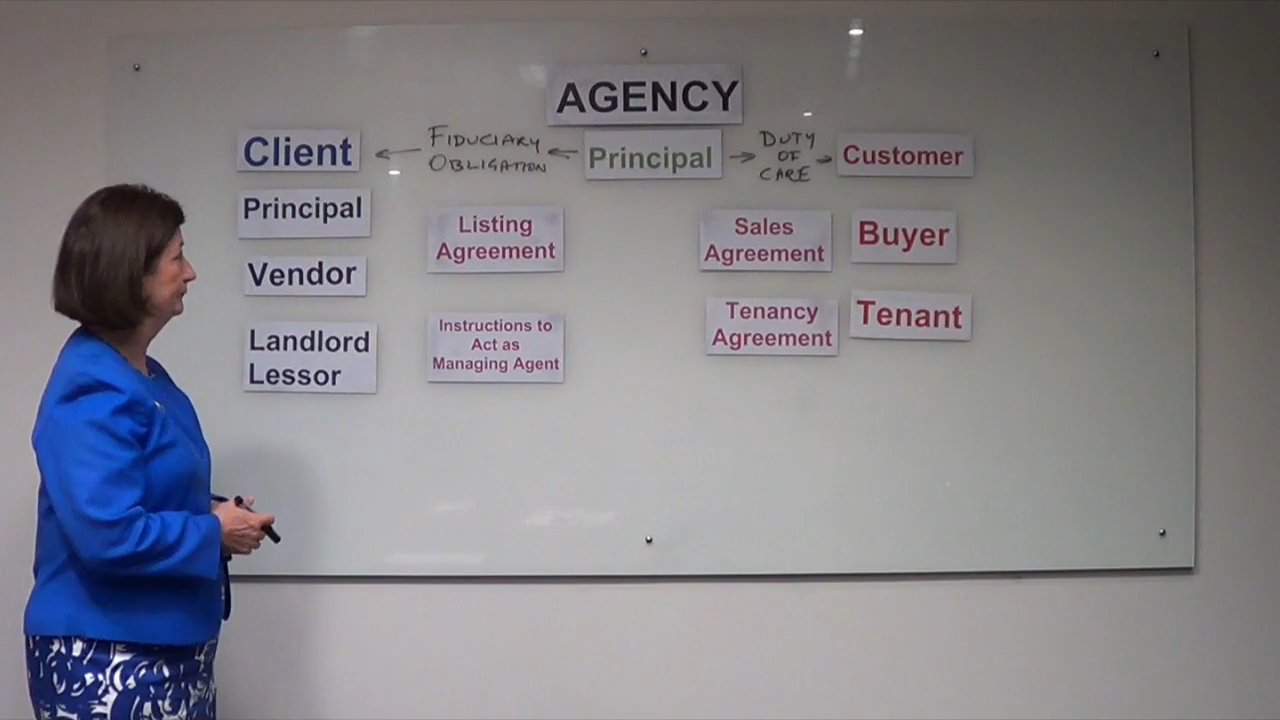 AGENCY
Client
FIDUCIARY
OBLIGATION
Principal
DUTY
OF
CARE
Customer
Principal
Vendor
Landlord
Lessor
Listing
Agreement
Instructions to
Act as
Managing Agent
Sales
Agreement
Tenancy
Agreement
Buyer
Tenant